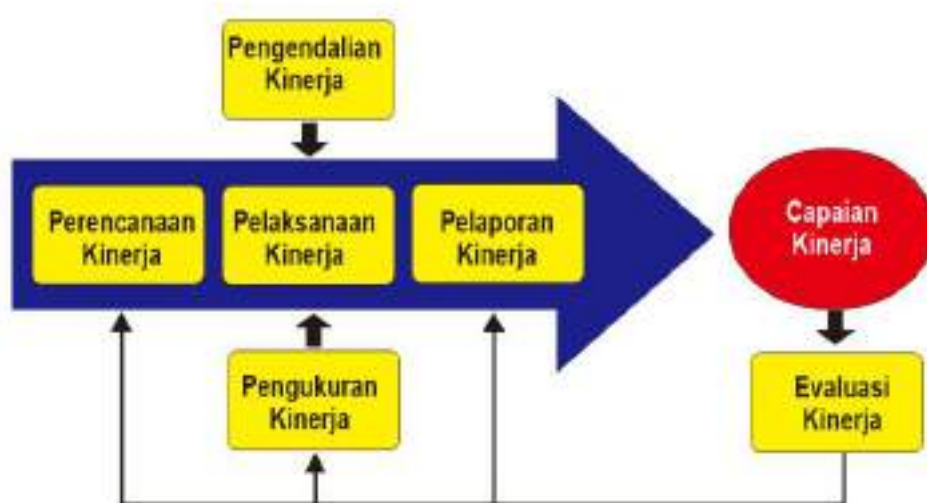 Pengendalian
Kinerja
Perencanaan
Kinerja
Pelaksanaan
Kinerja
Pelaporan
Kinerja
Capaian
Kinerja
Pengukuran
Kinerja
Evaluasi
Kinerja